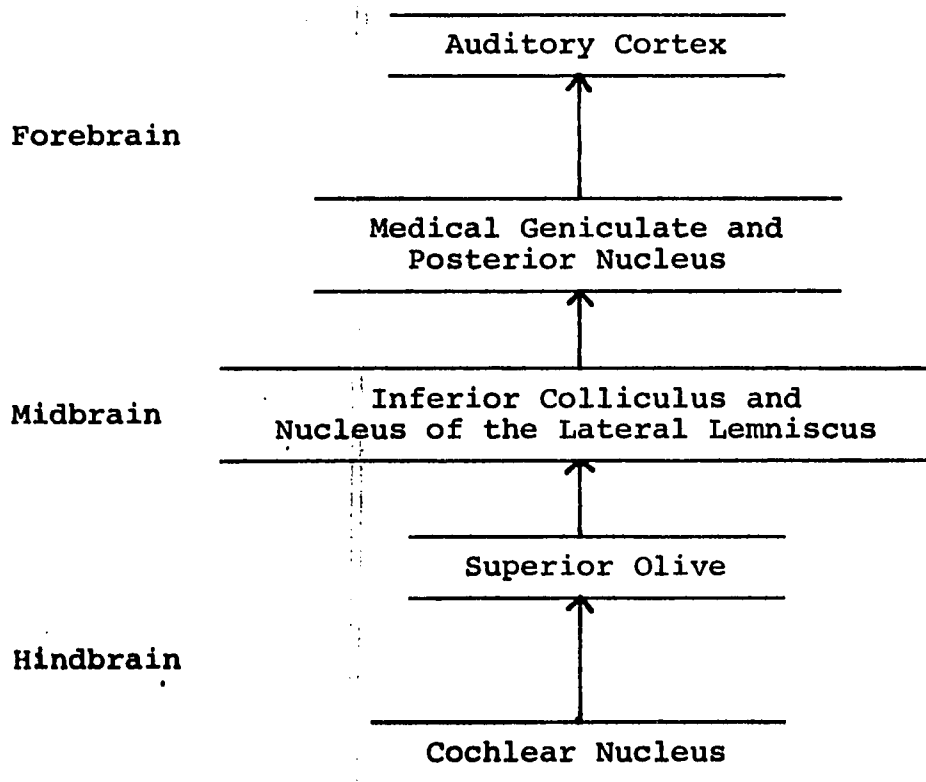 Auditory Cortex
Forebrain
Medical Geniculate and
Posterior Nucleus
Midbrain
Inferior Colliculus and
Nucleus of the Lateral Lemniscus
Superior Olive
Hindbrain
Cochlear Nucleus